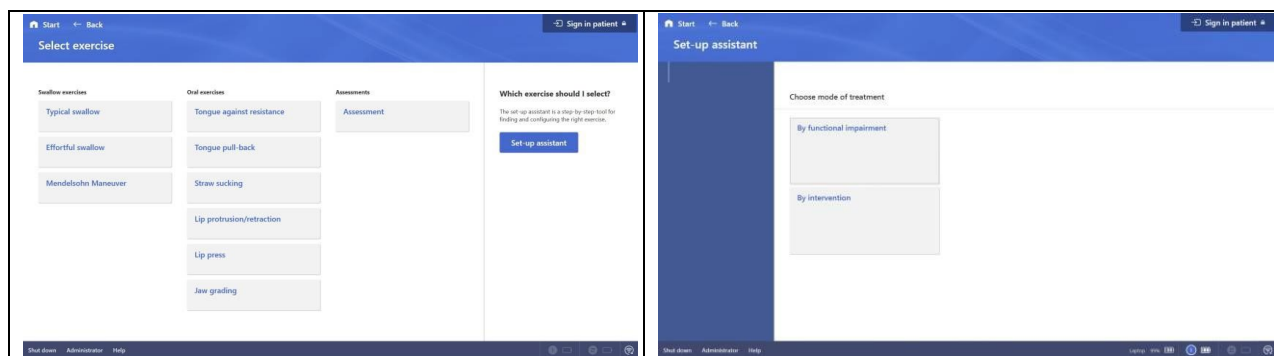 Start ← Back
Sign in patient
Select exercise
Swallow exercises
Typical swallow
Effortful swallow
Mendelsohn Maneuver
Oral exercises
Tongue against resistance
Tongue pull-back
Straw sucking
Lip protrusion/retraction
Lip press
Jaw grading
Assessments
Assessment
Which exercise should I select?
The set-up assistant is a step-by-step tool for
finding and configuring the right exercise.
Set-up assistant
Shut down Administrator Help
Start ← Back
Sign in patient
Set-up assistant
Choose mode of treatment
By functional impairment
By intervention
Shut down Administrator Help
Laptop 99%